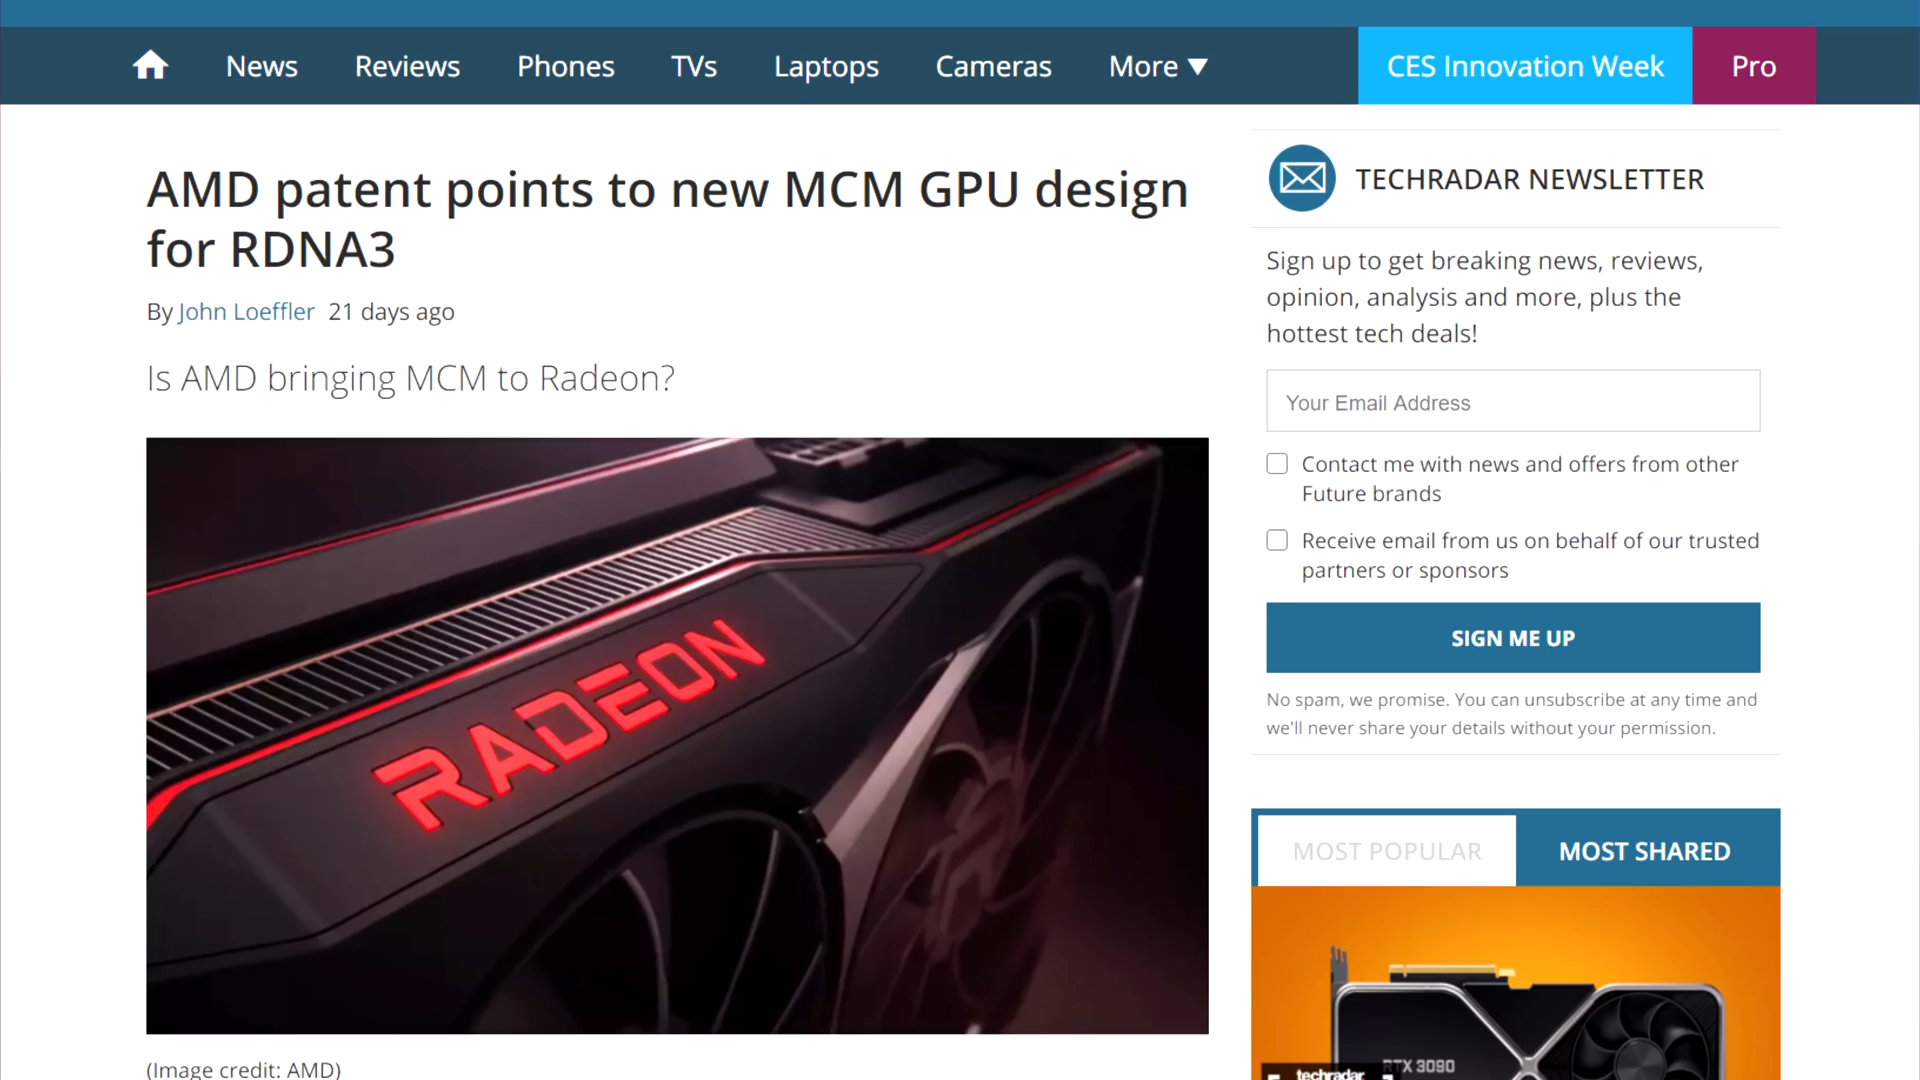 News Reviews Phones TVs Laptops Cameras More ▼ CES Innovation Week Pro
AMD patent points to new MCM GPU design
for RDNA3
By John Loeffler 21 days ago
Is AMD bringing MCM to Radeon?
RADEON
(Image credit: AMD)
TECHRADAR NEWSLETTER
Sign up to get breaking news, reviews,
opinion, analysis and more, plus the
hottest tech deals!
Your Email Address
Contact me with news and offers from other
Future brands
Receive email from us on behalf of our trusted
partners or sponsors
SIGN ME UP
No spam, we promise. You can unsubscribe at any time and
we'll never share your details without your permission.
MOST POPULAR MOST SHARED
RTX 3090
techradar